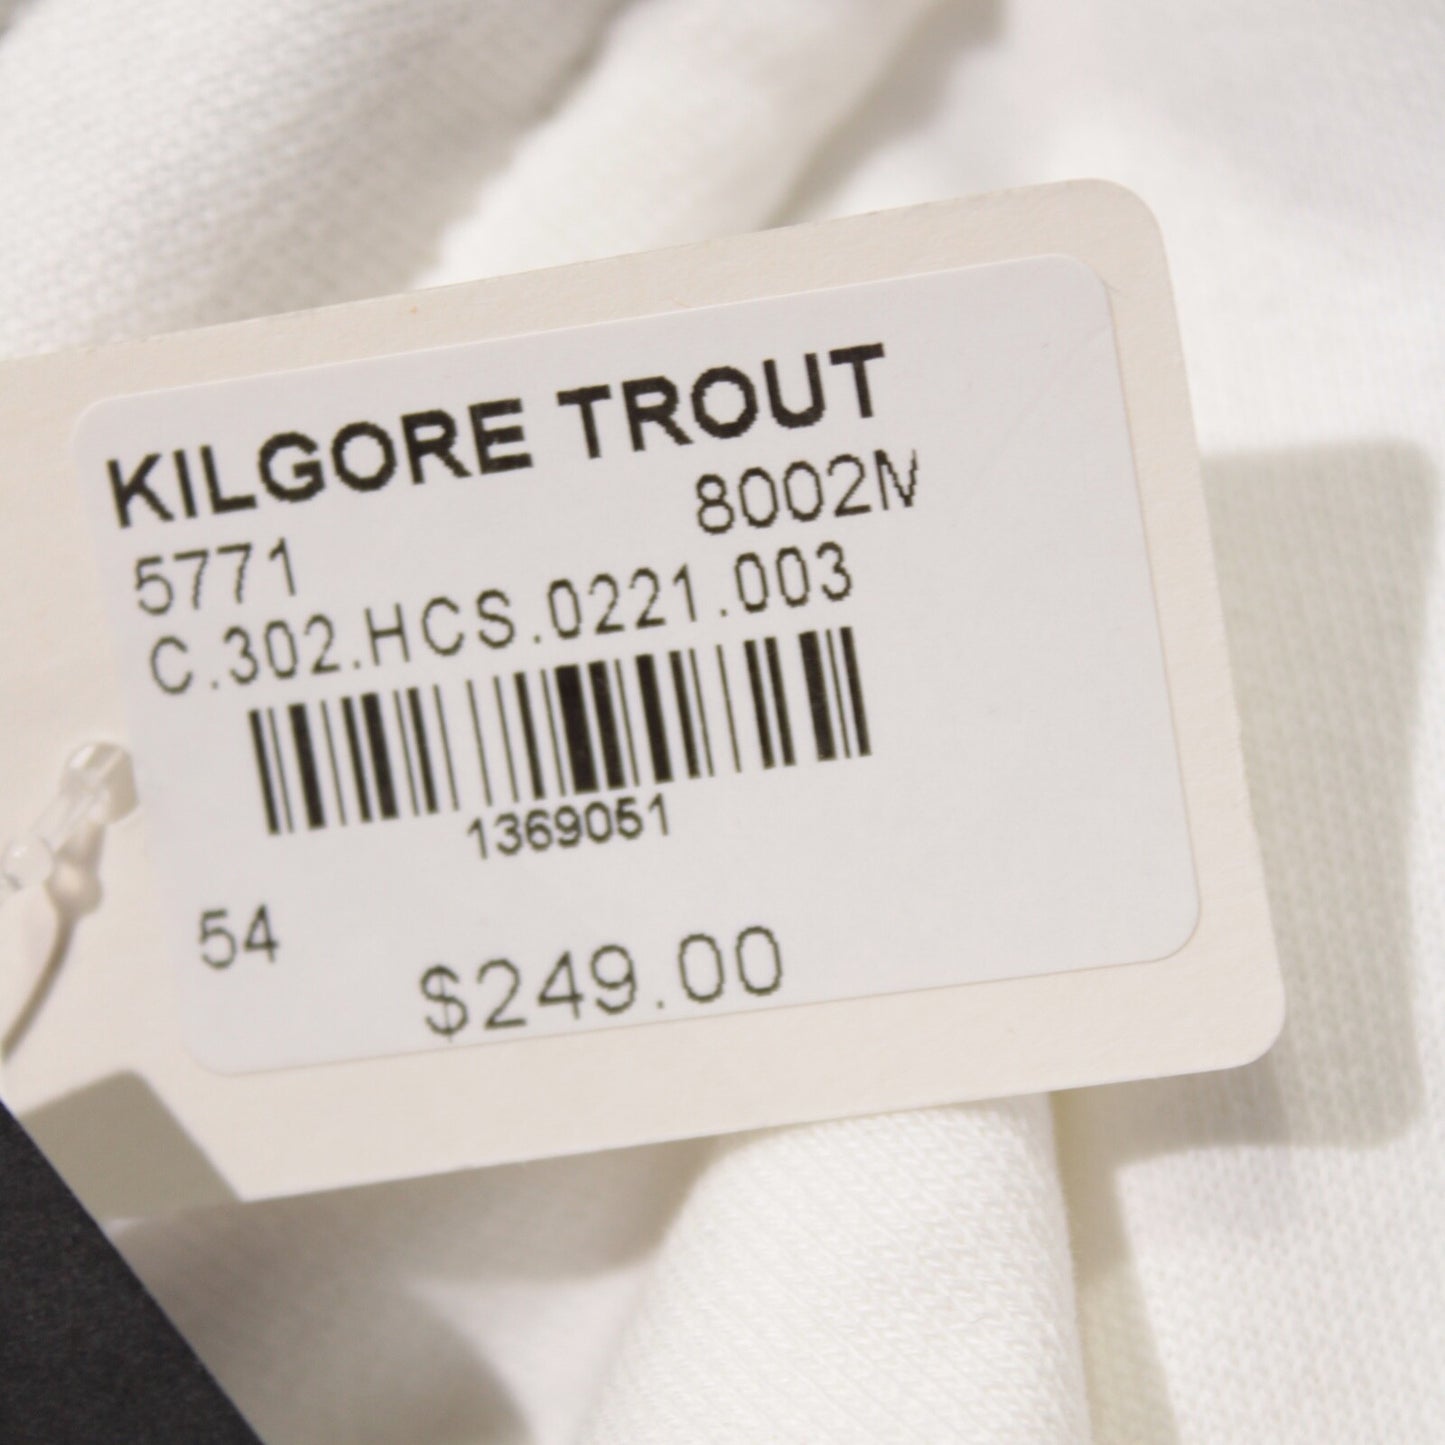 KILGORE TROUT
8002M
5771
C.302.HCS.0221.003
1369051
54
$249.00